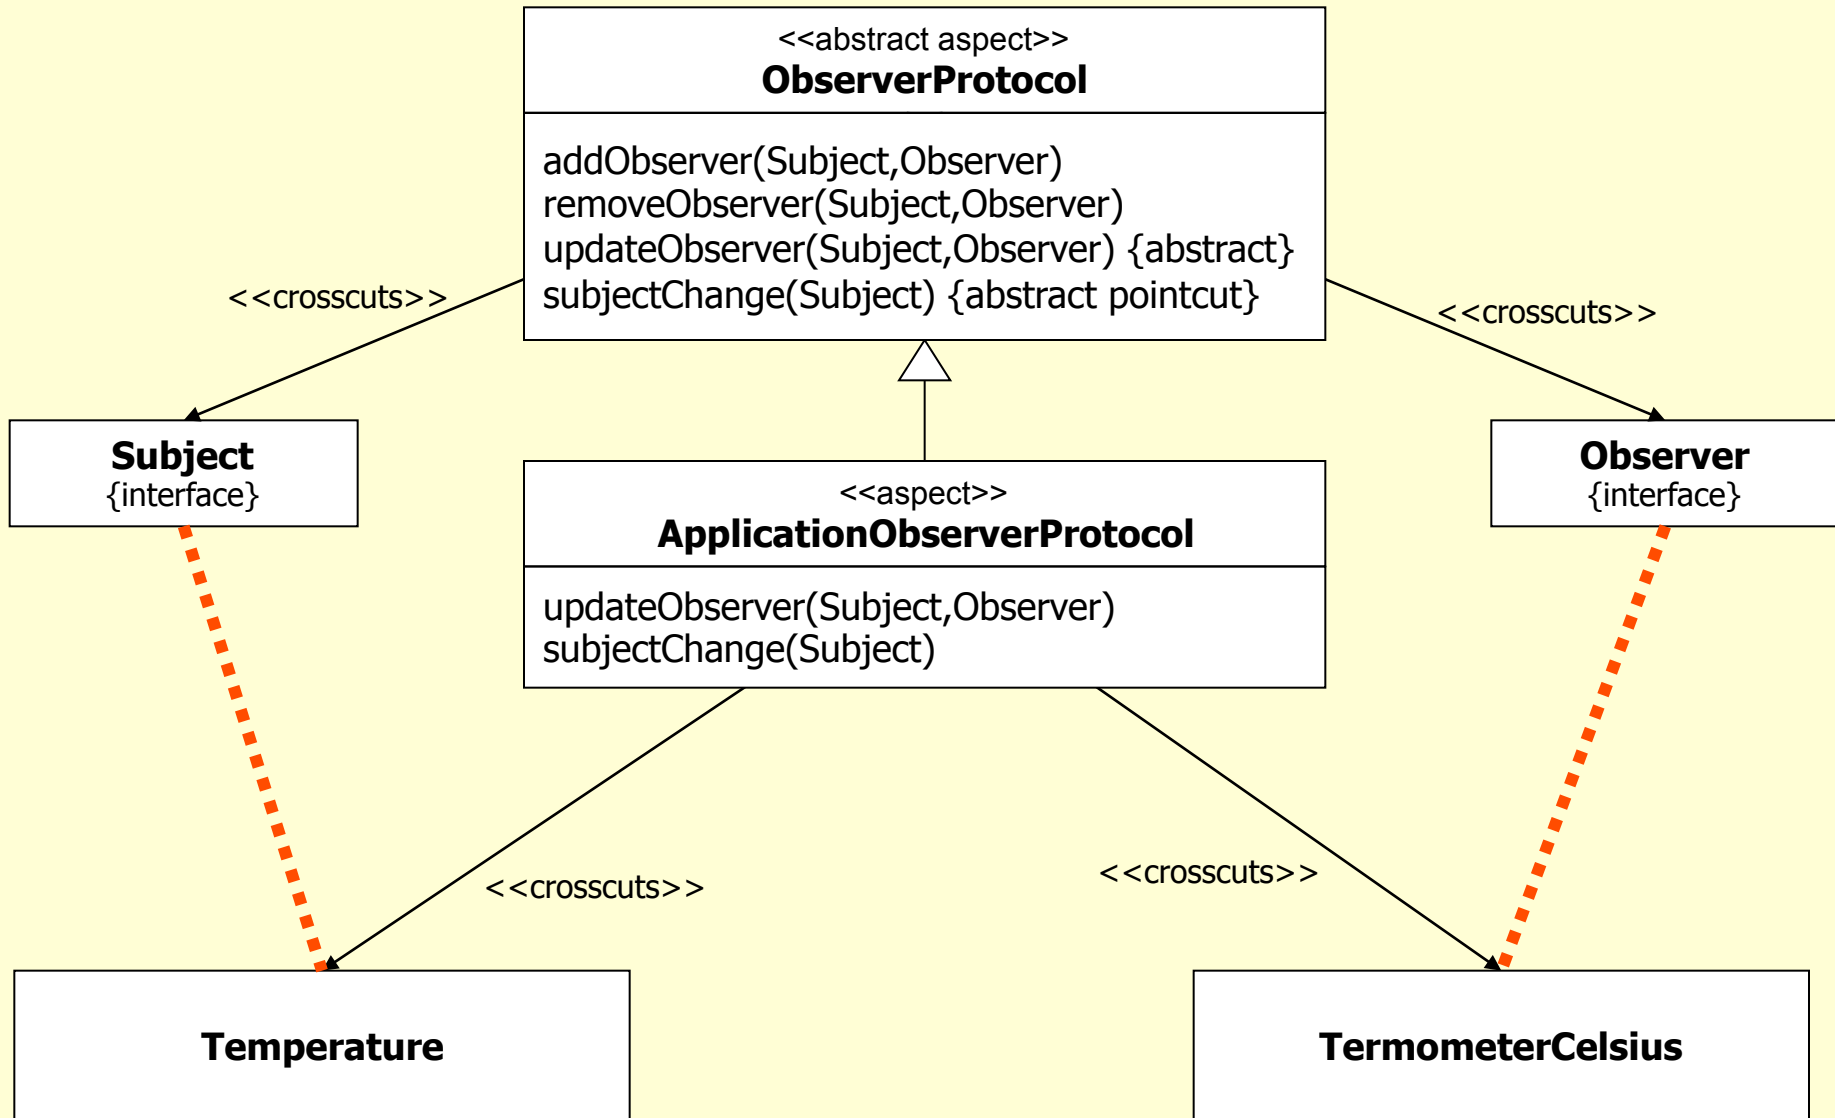 <<abstract aspect>>
ObserverProtocol
addObserver(Subject,Observer)
removeObserver(Subject,Observer)
updateObserver(Subject,Observer) {abstract}
subjectChange(Subject) {abstract pointcut}
<<crosscuts>>
<<crosscuts>>
Subject
{interface}
Observer
{interface}
<<aspect>>
ApplicationObserverProtocol
updateObserver(Subject,Observer)
subjectChange(Subject)
<<crosscuts>>
<<crosscuts>>
Temperature
TermometerCelsius